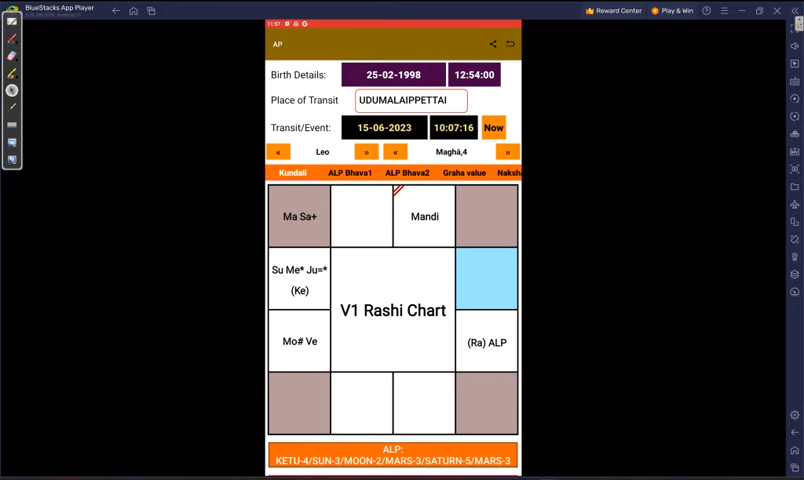 BlueStacks App Player
Reward Center
Play & Win
11:57
AP
Birth Details: 25-02-1998 12:54:00
Place of Transit UDUMALAIPPETTAI
Transit/Event: 15-06-2023 10:07:16 Now
« Leo » « Maghā,4 »
Kundali ALP Bhava1 ALP Bhava2 Graha value Naksha
Ma Sa+
Mandi
Su Me* Ju=*
(Ke)
V1 Rashi Chart
Mo# Ve
(Ra) ALP
ALP:
KETU-4/SUN-3/MOON-2/MARS-3/SATURN-5/MARS-3